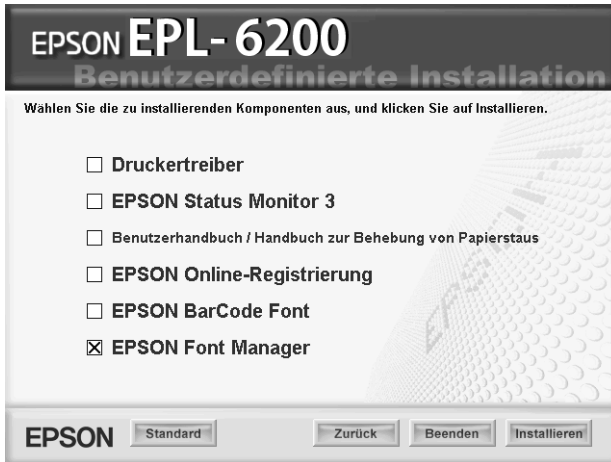 EPSON EPL-6200
Benutzerdefinierte Installation
Wählen Sie die zu installierenden Komponenten aus, und klicken Sie auf Installieren.
Druckertreiber
EPSON Status Monitor 3
Benutzerhandbuch / Handbuch zur Behebung von Papierstaus
EPSON Online-Registrierung
EPSON BarCode Font
EPSON Font Manager
EPSON
EPSON Standard Zurück Beenden Installieren